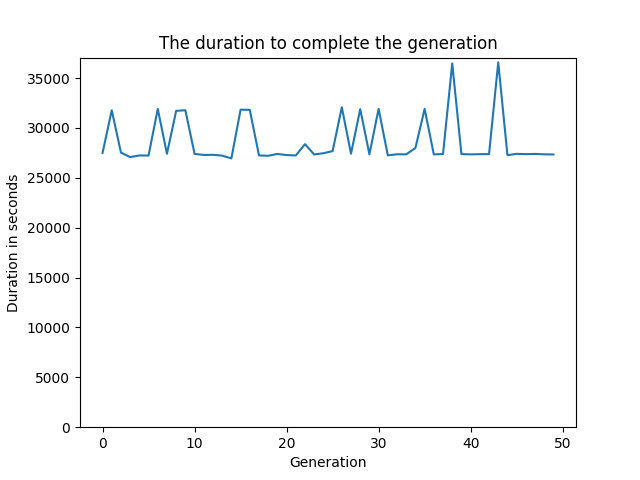 The duration to complete the generation
35000
30000
25000
20000
15000
10000
5000
0
Duration in seconds
0 10 20 30 40 50
Generation